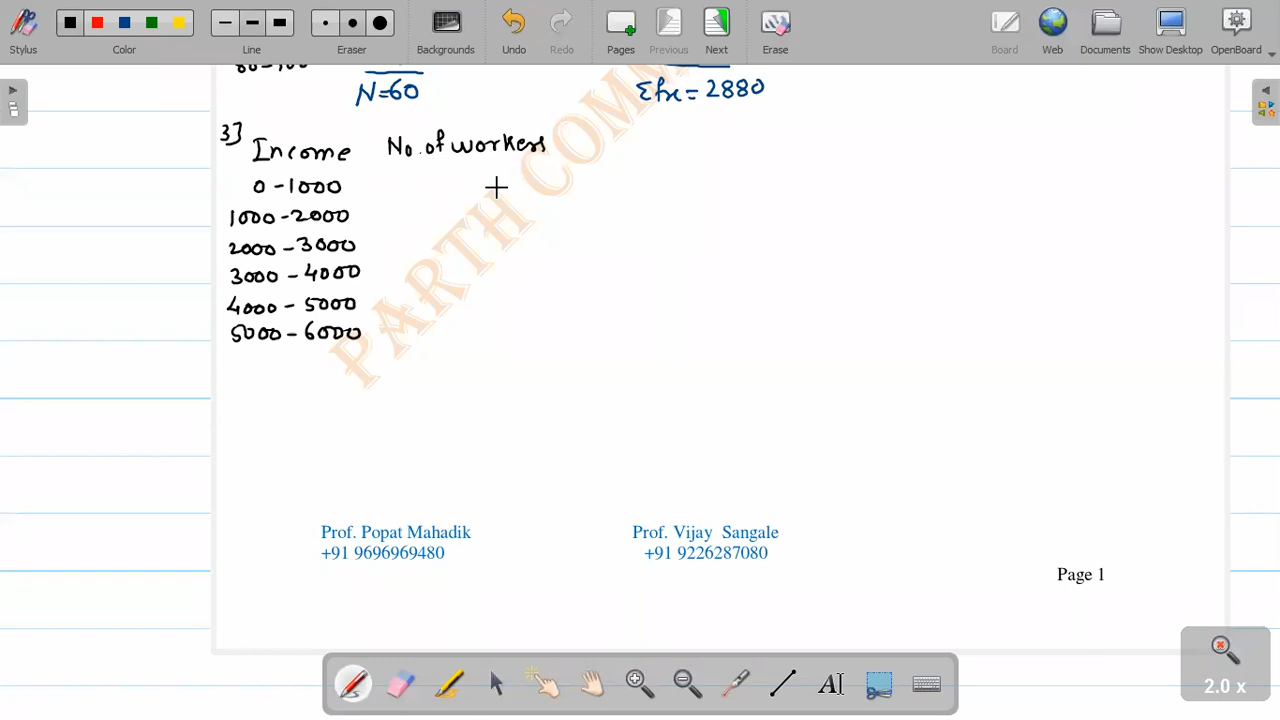 Stylus Color Line Eraser Backgrounds Undo Redo Pages Previous Next Erase Board Web Documents Show Desktop OpenBoard
N=60 Σfx = 2880
3] Income No. of workers
0 - 1000
1000 - 2000
2000 - 3000
3000 - 4000
4000 - 5000
5000 - 6000
PARTH COMM
Prof. Popat Mahadik Prof. Vijay Sangale
+91 9696969480 +91 9226287080
Page 1
2.0 x